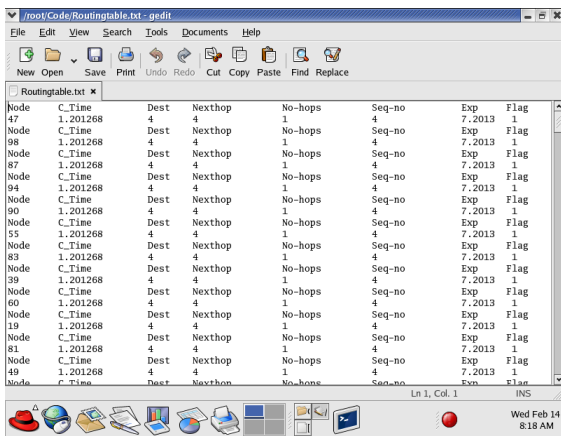 /root/Code/Routingtable.txt - gedit
File Edit View Search Tools Documents Help
New Open Save Print Undo Redo Cut Copy Paste Find Replace
Routingtable.txt ×
Node C_Time Dest Nexthop No-hops Seq-no Exp Flag
47 1.201268 4 4 1 4 7.2013 1
Node C_Time Dest Nexthop No-hops Seq-no Exp Flag
98 1.201268 4 4 1 4 7.2013 1
Node C_Time Dest Nexthop No-hops Seq-no Exp Flag
87 1.201268 4 4 1 4 7.2013 1
Node C_Time Dest Nexthop No-hops Seq-no Exp Flag
94 1.201268 4 4 1 4 7.2013 1
Node C_Time Dest Nexthop No-hops Seq-no Exp Flag
90 1.201268 4 4 1 4 7.2013 1
Node C_Time Dest Nexthop No-hops Seq-no Exp Flag
55 1.201268 4 4 1 4 7.2013 1
Node C_Time Dest Nexthop No-hops Seq-no Exp Flag
83 1.201268 4 4 1 4 7.2013 1
Node C_Time Dest Nexthop No-hops Seq-no Exp Flag
39 1.201268 4 4 1 4 7.2013 1
Node C_Time Dest Nexthop No-hops Seq-no Exp Flag
60 1.201268 4 4 1 4 7.2013 1
Node C_Time Dest Nexthop No-hops Seq-no Exp Flag
19 1.201268 4 4 1 4 7.2013 1
Node C_Time Dest Nexthop No-hops Seq-no Exp Flag
81 1.201268 4 4 1 4 7.2013 1
Node C_Time Dest Nexthop No-hops Seq-no Exp Flag
49 1.201268 4 4 1 4 7.2013 1
Node C_Time Dest Nexthop No-hops Seq-no Exp Flag
Ln 1, Col. 1 INS
Wed Feb 14
8:18 AM